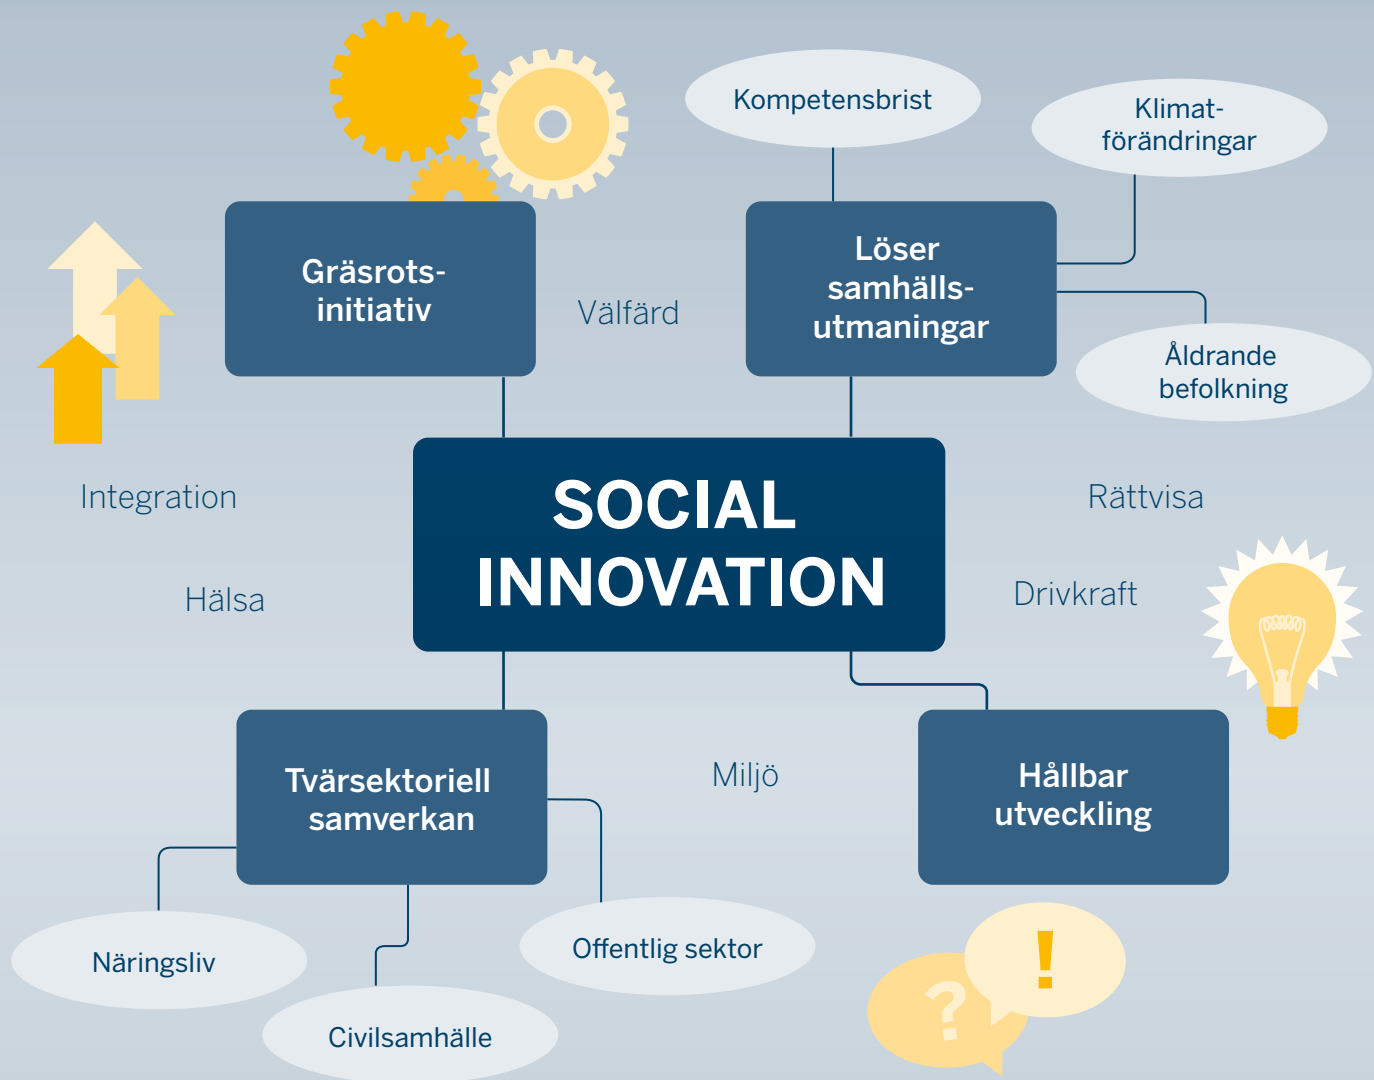 Kompetensbrist
Klimat-
förändringar
Gräsrots-
initiativ
Löser
samhälls-
utmaningar
Välfärd
Åldrande
befolkning
Integration
SOCIAL
INNOVATION
Rättvisa
Hälsa
Drivkraft
Tvärsektoriell
samverkan
Miljö
Hållbar
utveckling
Näringsliv
Offentlig sektor
Civilsamhälle
?
!